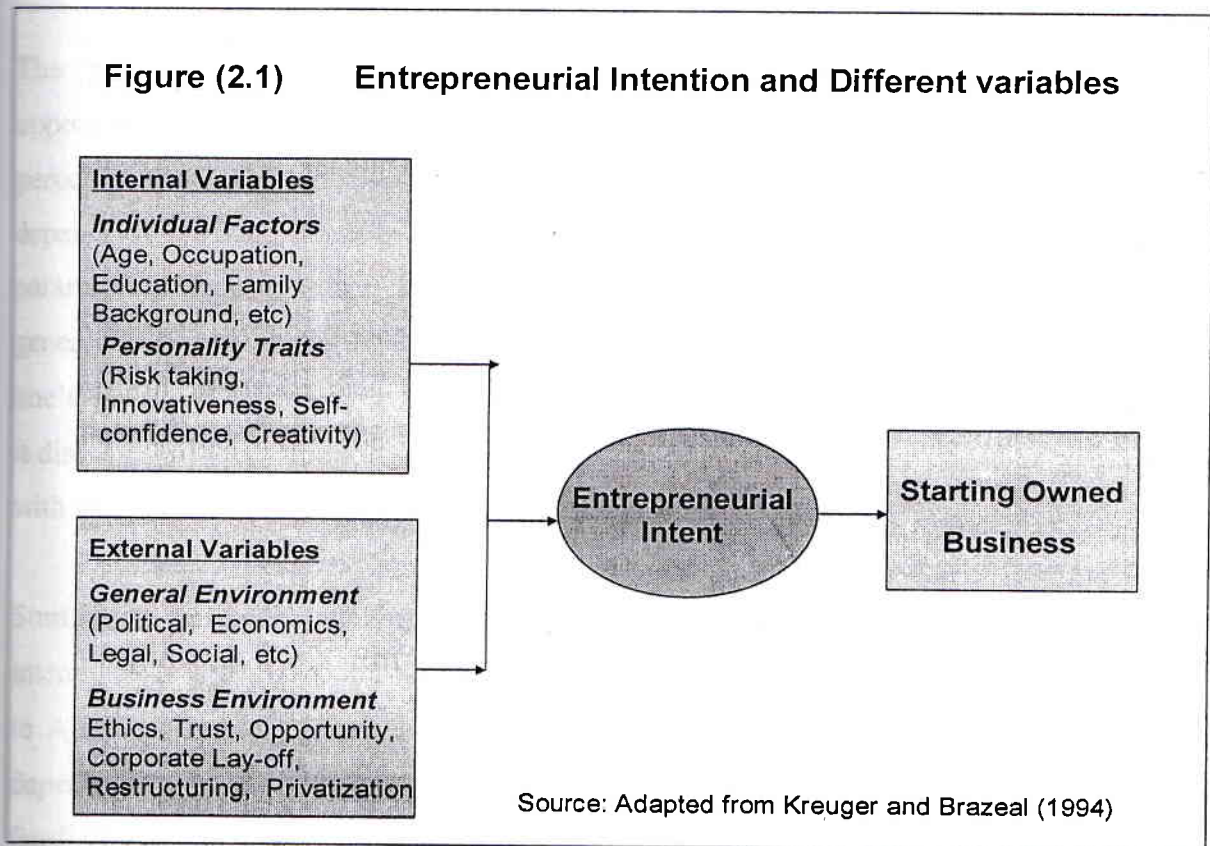 Figure (2.1) Entrepreneurial Intention and Different variables
Internal Variables
Individual Factors
(Age, Occupation,
Education, Family
Background, etc)
Personality Traits
(Risk taking,
Innovativeness, Self-
confidence, Creativity)
External Variables
General Environment
(Political, Economics,
Legal, Social, etc)
Business Environment
Ethics, Trust, Opportunity,
Corporate Lay-off,
Restructuring, Privatization
Entrepreneurial
Intent
Starting Owned
Business
Source: Adapted from Kreuger and Brazeal (1994)